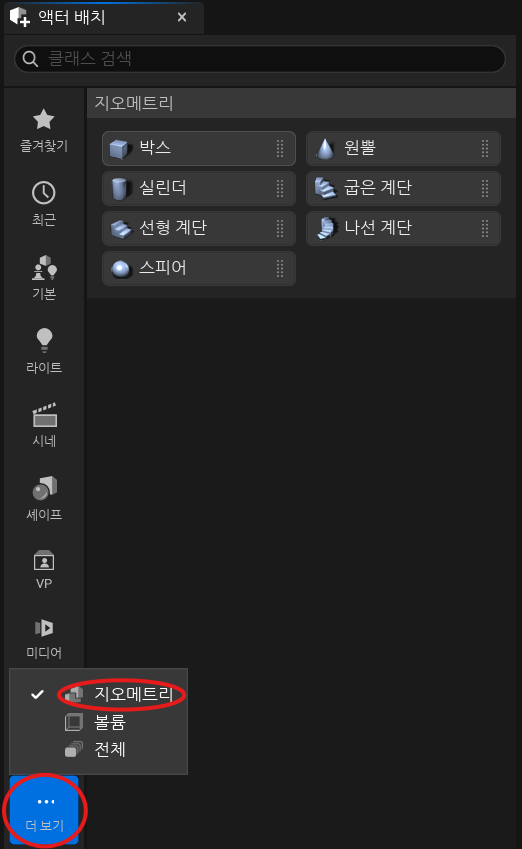 액터 배치
클래스 검색
즐겨찾기
최근
기본
라이트
시네
셰이프
VP
미디어
지오메트리
박스
원뿔
실린더
굽은 계단
선형 계단
나선 계단
스피어
지오메트리
볼륨
전체
더 보기